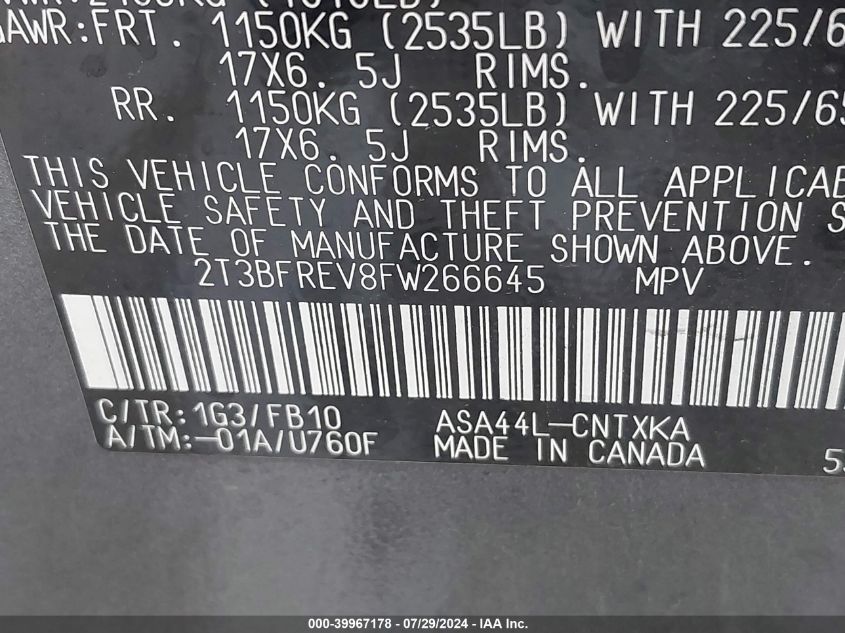 GAWR:FRT. 1150KG (2535LB) WITH 225/6
17X6. 5J RIMS.
RR. 1150KG (2535LB) WITH 225/65
17X6. 5J RIMS.
THIS VEHICLE CONFORMS TO ALL APPLICAB
VEHICLE SAFETY AND THEFT PREVENTION S
THE DATE OF MANUFACTURE SHOWN ABOVE.
2T3BFREV8FW266645 MPV
C/TR: 1G3/FB10 ASA44L-CNTXKA
A/TM:-01A/U760F MADE IN CANADA
000-39967178 - 07/29/2024 - IAA Inc.